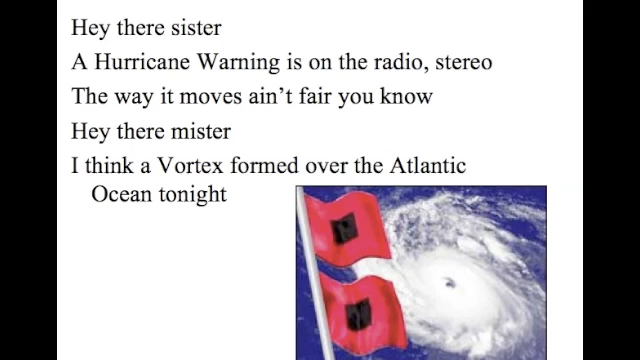 Hey there sister
A Hurricane Warning is on the radio, stereo
The way it moves ain’t fair you know
Hey there mister
I think a Vortex formed over the Atlantic
Ocean tonight